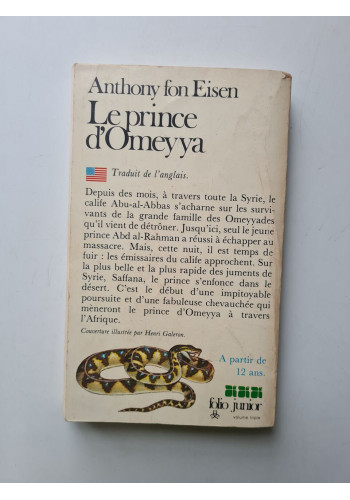 Anthony fon Eisen
Le prince
d'Omeyya
Traduit de l'anglais.
Depuis des mois, à travers toute la Syrie, le
calife Abu-al-Abbas s'acharne sur les survi-
vants de la grande famille des Omeyyades
qu'il vient de détrôner. Jusqu'ici, seul le jeune
prince Abd al-Rahman a réussi à échapper au
massacre. Mais, cette nuit, il est temps de
fuir : les émissaires du calife approchent. Sur
la plus belle et la plus rapide des juments de
Syrie, Saffana, le prince s'enfonce dans le
désert. C'est le début d'une impitoyable
poursuite et d'une fabuleuse chevauchée qui
mèneront le prince d'Omeyya à travers
l'Afrique.
Couverture illustrée par Henri Galeron.
A partir de
12 ans.
folio junior
volume triple